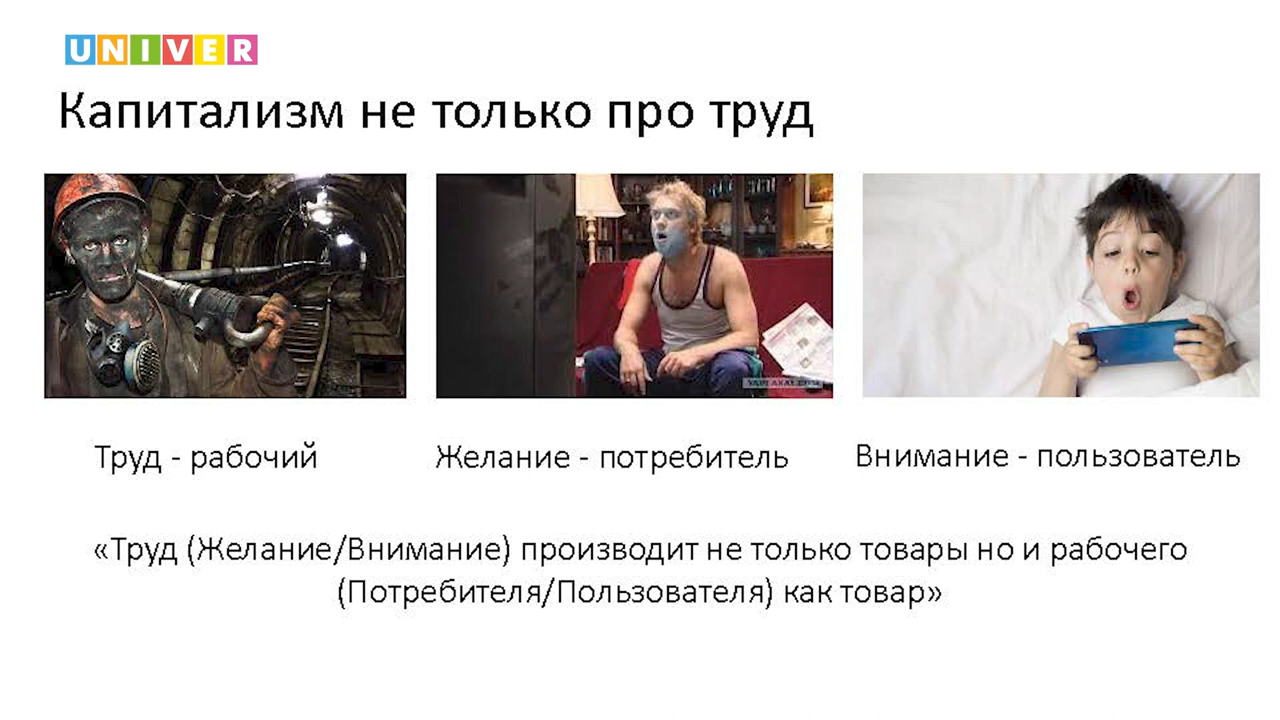 UNIVER
Капитализм не только про труд
Труд - рабочий
Желание - потребитель
Внимание - пользователь
«Труд (Желание/Внимание) производит не только товары но и рабочего
(Потребителя/Пользователя) как товар»